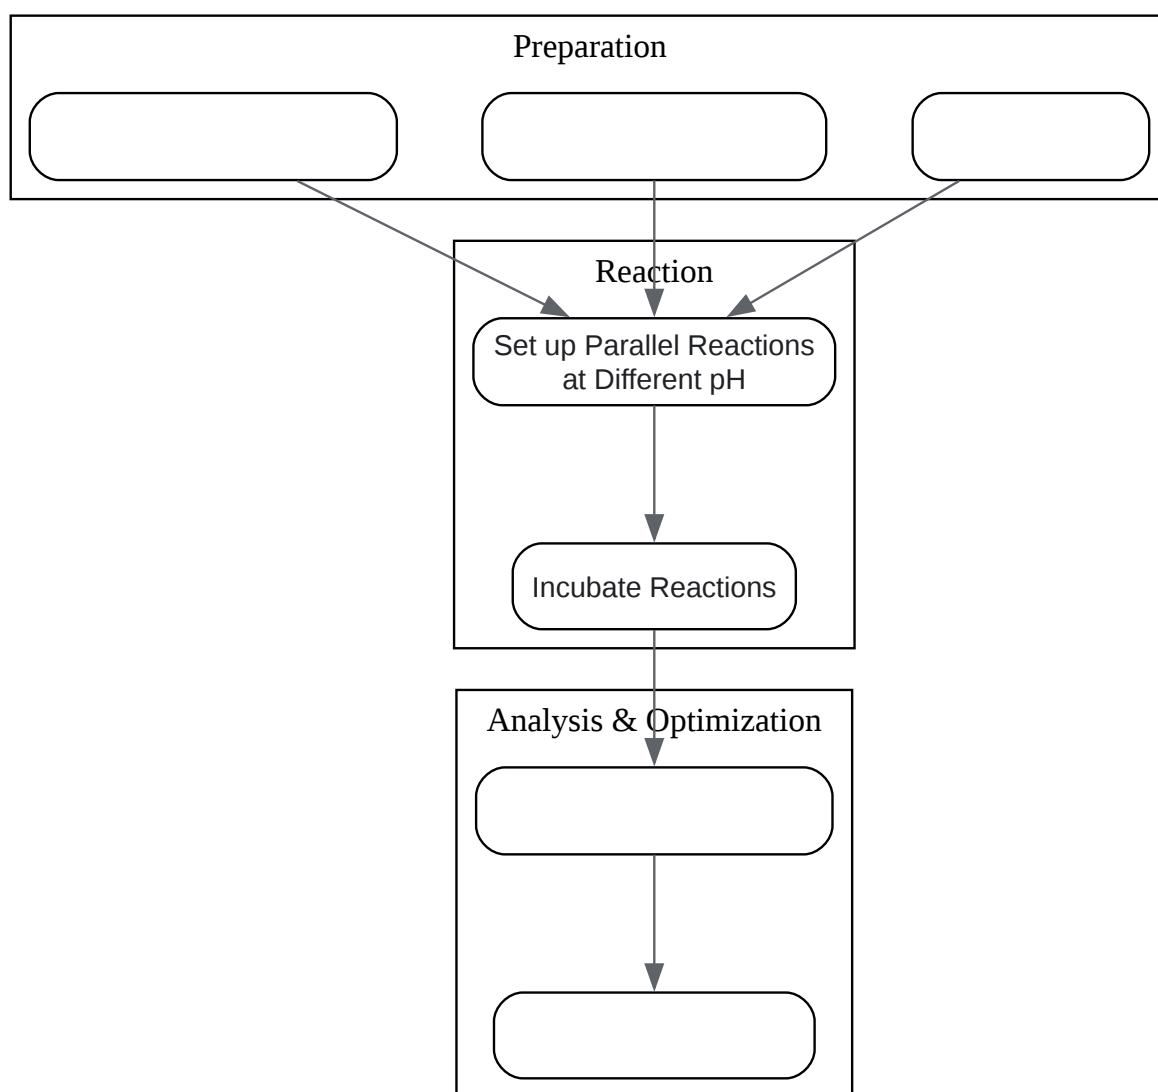 Preparation
Reaction
Set up Parallel Reactions
at Different pH
Incubate Reactions
Analysis & Optimization